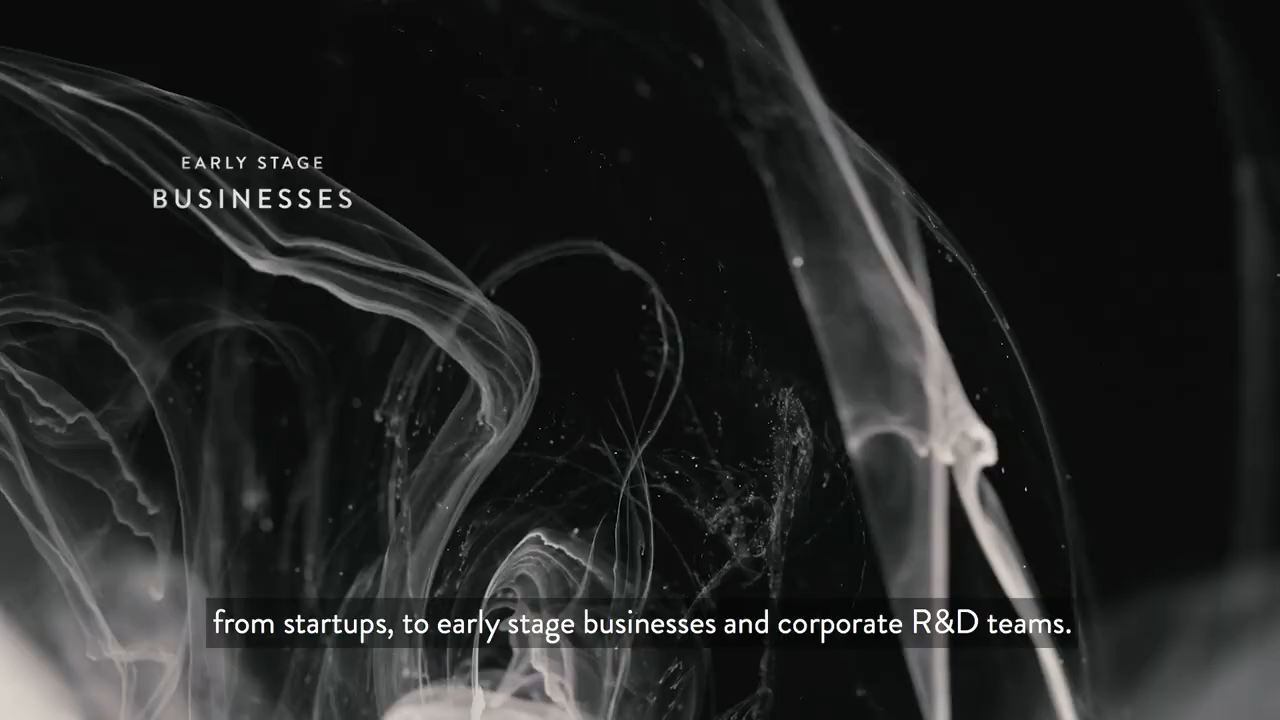 EARLY STAGE
BUSINESSES
from startups, to early stage businesses and corporate R&D teams.